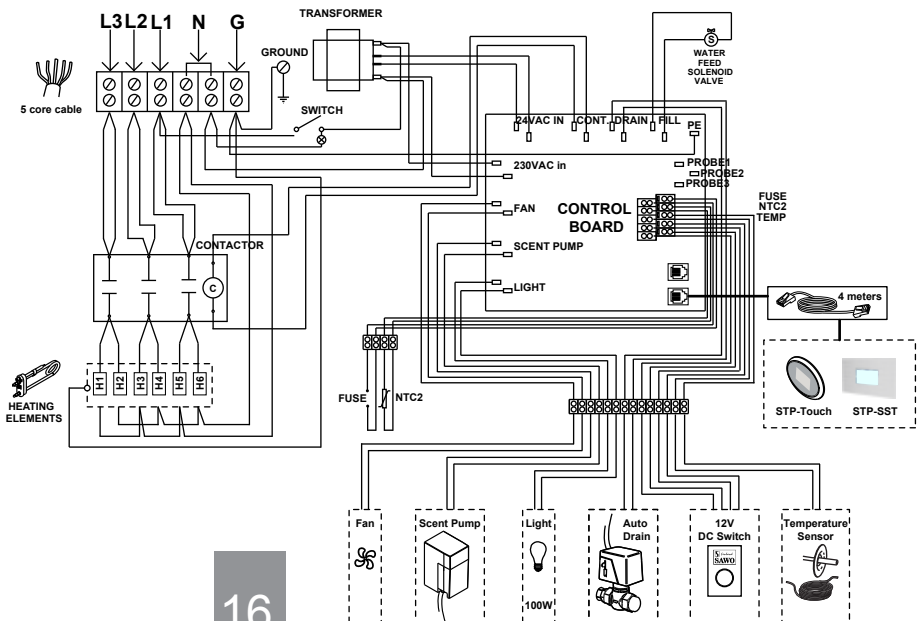 TRANSFORMER
L3 L2 L1 N G
GROUND
WATER
FEED
SOLENOID
VALVE
S
5 core cable
SWITCH
24VAC IN CONT. DRAIN FILL
PE
230VAC in
PROBE1
PROBE2
PROBE3
FAN
CONTROL
BOARD
FUSE
NTC2
TEMP
SCENT PUMP
CONTACTOR
C
LIGHT
4 meters
H1 H2 H3 H4 H5 H6
HEATING
ELEMENTS
FUSE NTC2
STP-Touch STP-SST
Fan
Scent Pump
Light
100W
Auto
Drain
12V
DC Switch
SAWO
Temperature
Sensor
16